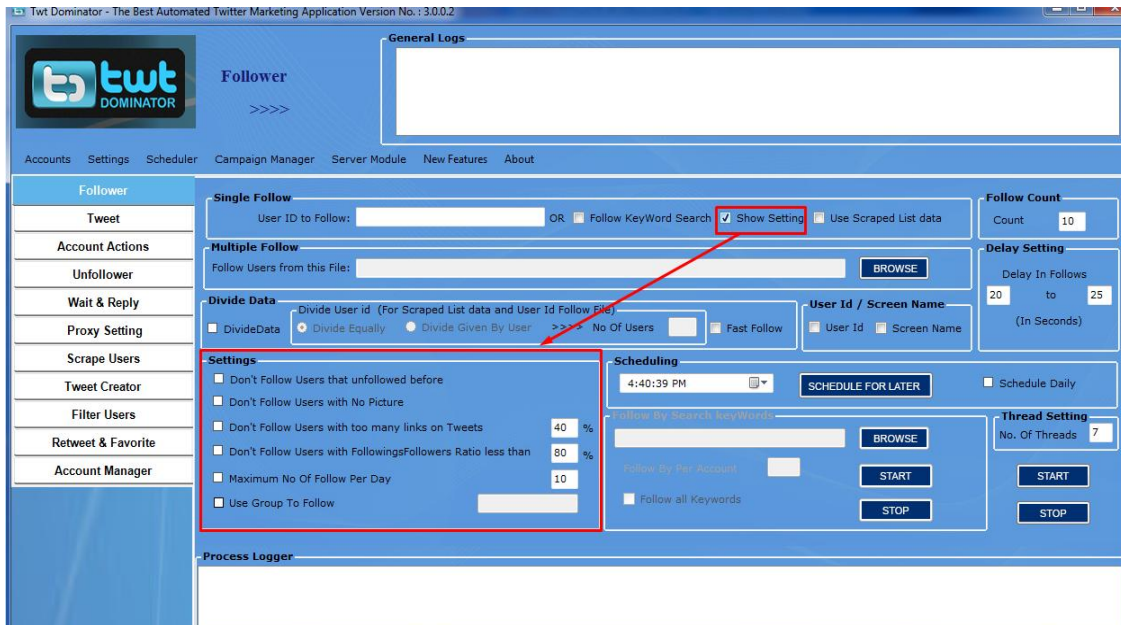 Twt Dominator - The Best Automated Twitter Marketing Application Version No. : 3.0.0.2
General Logs
twt
DOMINATOR
Follower
>>>>
Accounts Settings Scheduler Campaign Manager Server Module New Features About
Follower
Tweet
Account Actions
Unfollower
Wait & Reply
Proxy Setting
Scrape Users
Tweet Creator
Filter Users
Retweet & Favorite
Account Manager
Single Follow
User ID to Follow: OR Follow KeyWord Search Show Setting Use Scraped List data
Follow Count
Count 10
Multiple Follow
Follow Users from this File: BROWSE
Delay Setting
Delay In Follows
20 to 25
(In Seconds)
Divide Data
Divide User id (For Scraped List data and User Id Follow File)
DivideData Divide Equally Divide Given By User >>>> No Of Users Fast Follow
User Id / Screen Name
User Id Screen Name
Settings
Don't Follow Users that unfollowed before
Don't Follow Users with No Picture
Don't Follow Users with too many links on Tweets 40 %
Don't Follow Users with FollowingsFollowers Ratio less than 80 %
Maximum No Of Follow Per Day 10
Use Group To Follow
Scheduling
4:40:39 PM SCHEDULE FOR LATER Schedule Daily
Follow By Search keyWords
BROWSE
Follow By Per Account START
Follow all Keywords
STOP
Thread Setting
No. Of Threads 7
START
STOP
Process Logger